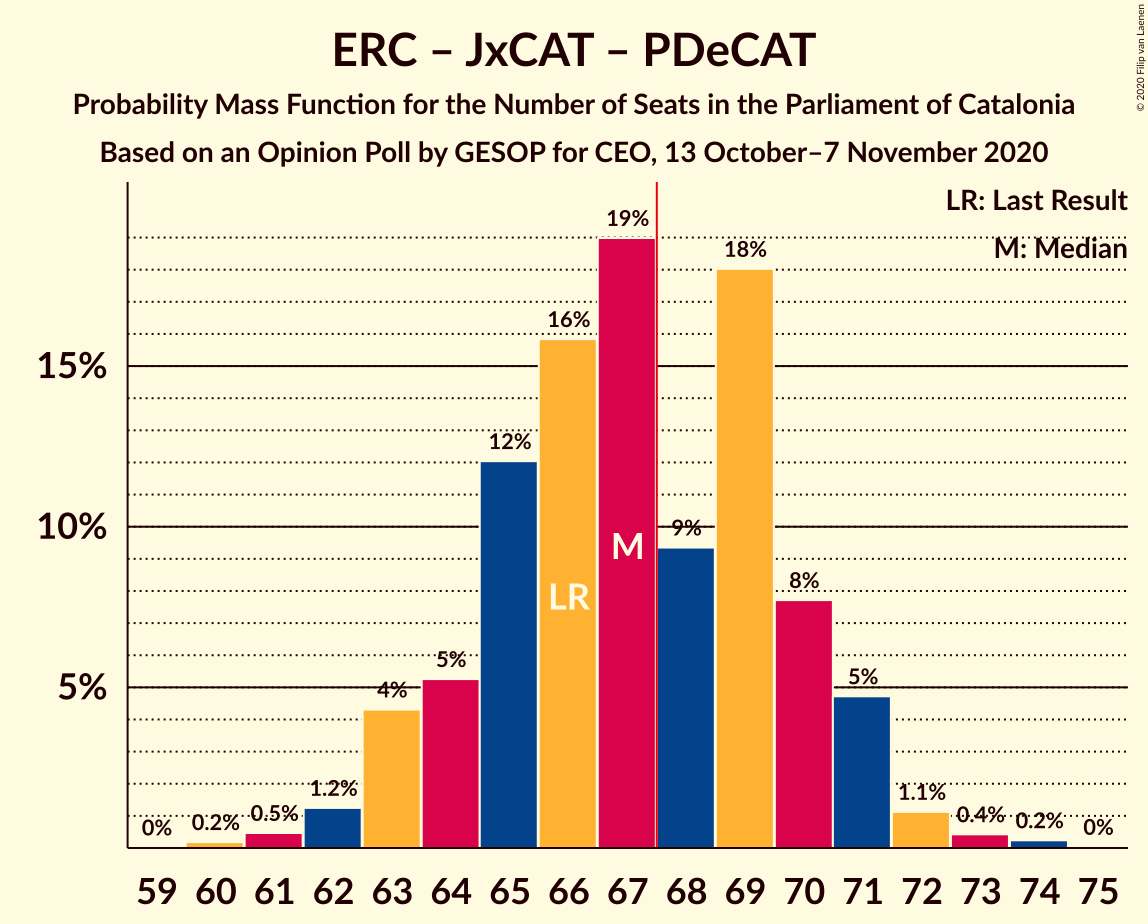 ERC – JxCAT – PDeCAT
Probability Mass Function for the Number of Seats in the Parliament of Catalonia
Based on an Opinion Poll by GESOP for CEO, 13 October–7 November 2020
© 2020 Filip van Laenen
LR: Last Result
M: Median
15%
10%
5%
0%
0.2%
0.5%
1.2%
4%
5%
12%
16%
19%
9%
18%
8%
5%
1.1%
0.4%
0.2%
0%
LR
M
59 60 61 62 63 64 65 66 67 68 69 70 71 72 73 74 75